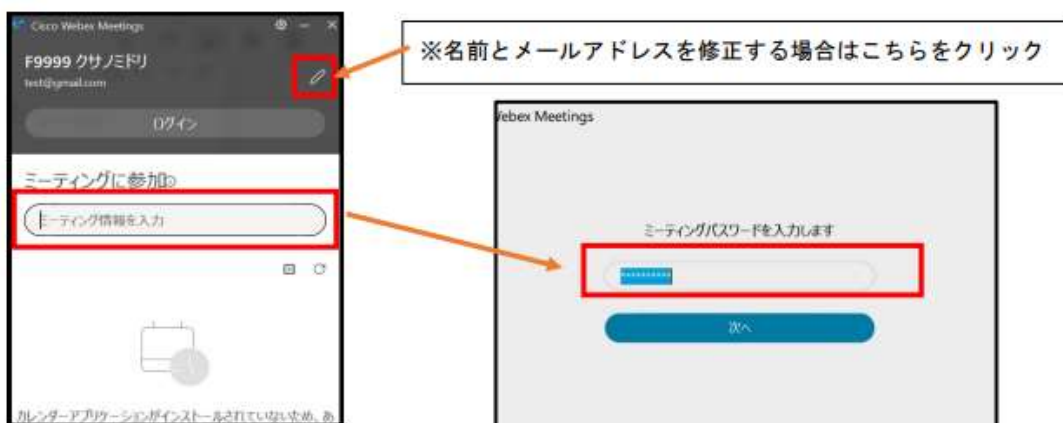 Cisco Webex Meetings
F9999 クサノミドリ
test@gmail.com
ログイン
ミーティングに参加
ミーティング情報を入力
カレンダーアプリケーションがインストールされていないため、あ
※名前とメールアドレスを修正する場合はこちらをクリック
Webex Meetings
ミーティングパスワードを入力します
**********
次へ